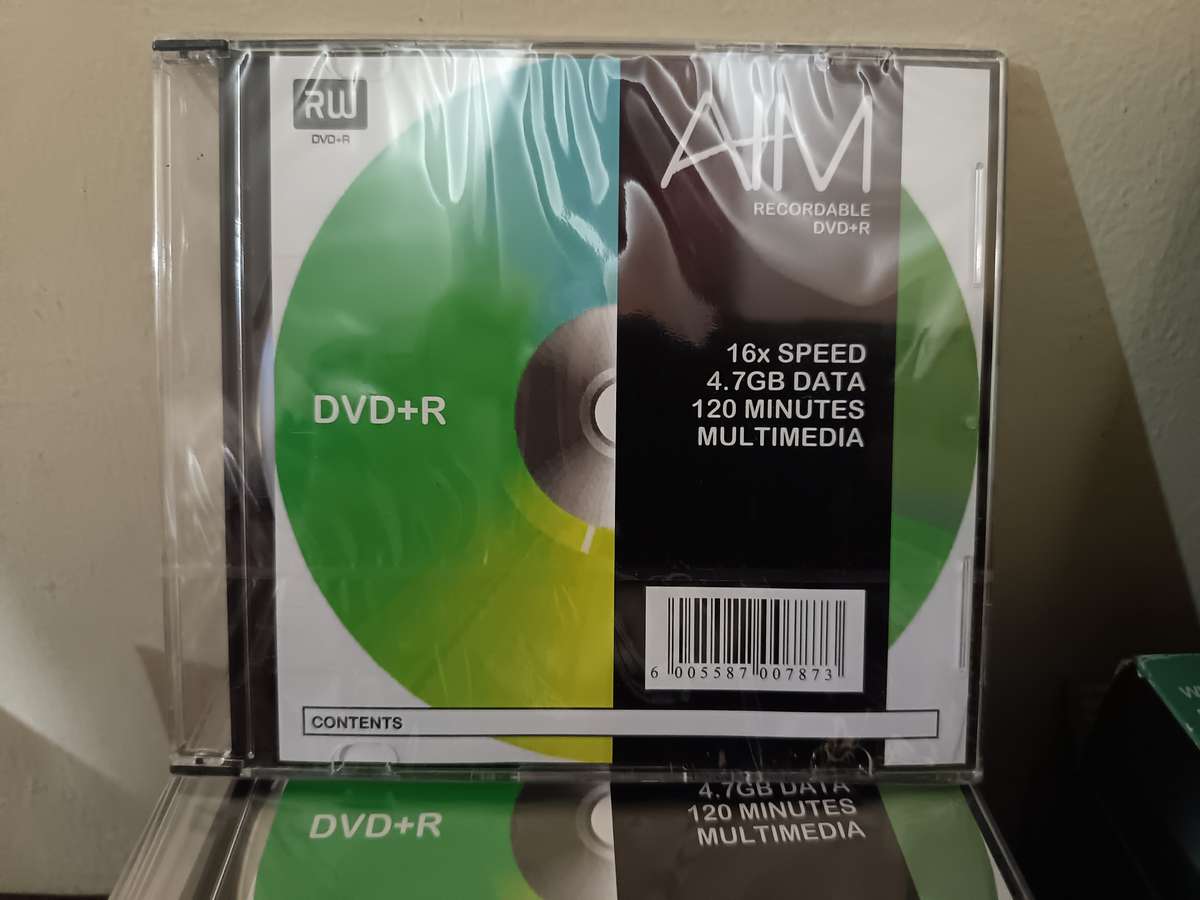 RW
DVD+R
AIM
RECORDABLE
DVD+R
DVD+R
16x SPEED
4.7GB DATA
120 MINUTES
MULTIMEDIA
6 005587 007873
CONTENTS
DVD+R
4.7GB DATA
120 MINUTES
MULTIMEDIA